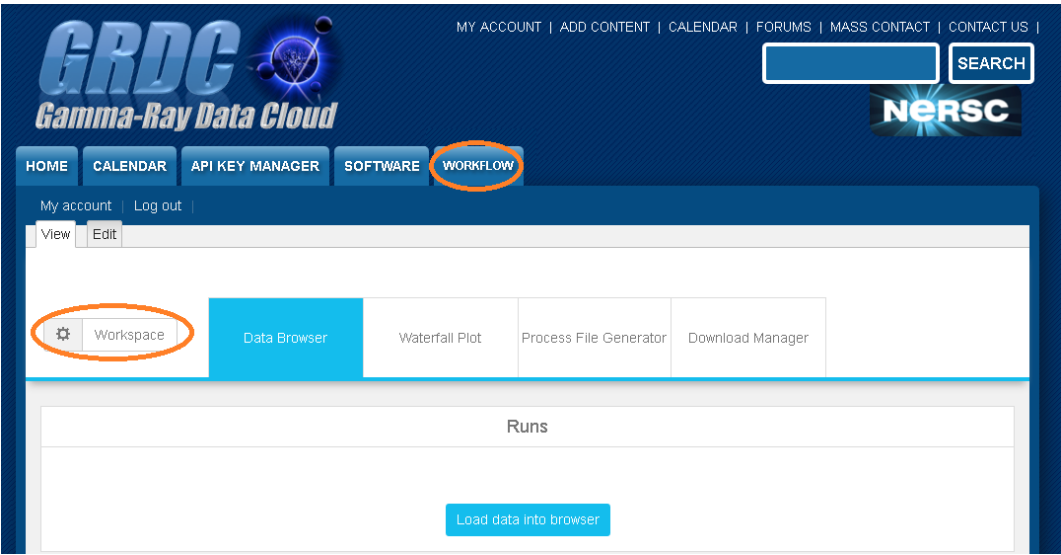 MY ACCOUNT | ADD CONTENT | CALENDAR | FORUMS | MASS CONTACT | CONTACT US |
GRDC
Gamma-Ray Data Cloud
SEARCH
NERSC
HOME CALENDAR API KEY MANAGER SOFTWARE WORKFLOW
My account | Log out |
View Edit
Workspace Data Browser Waterfall Plot Process File Generator Download Manager
Runs
Load data into browser